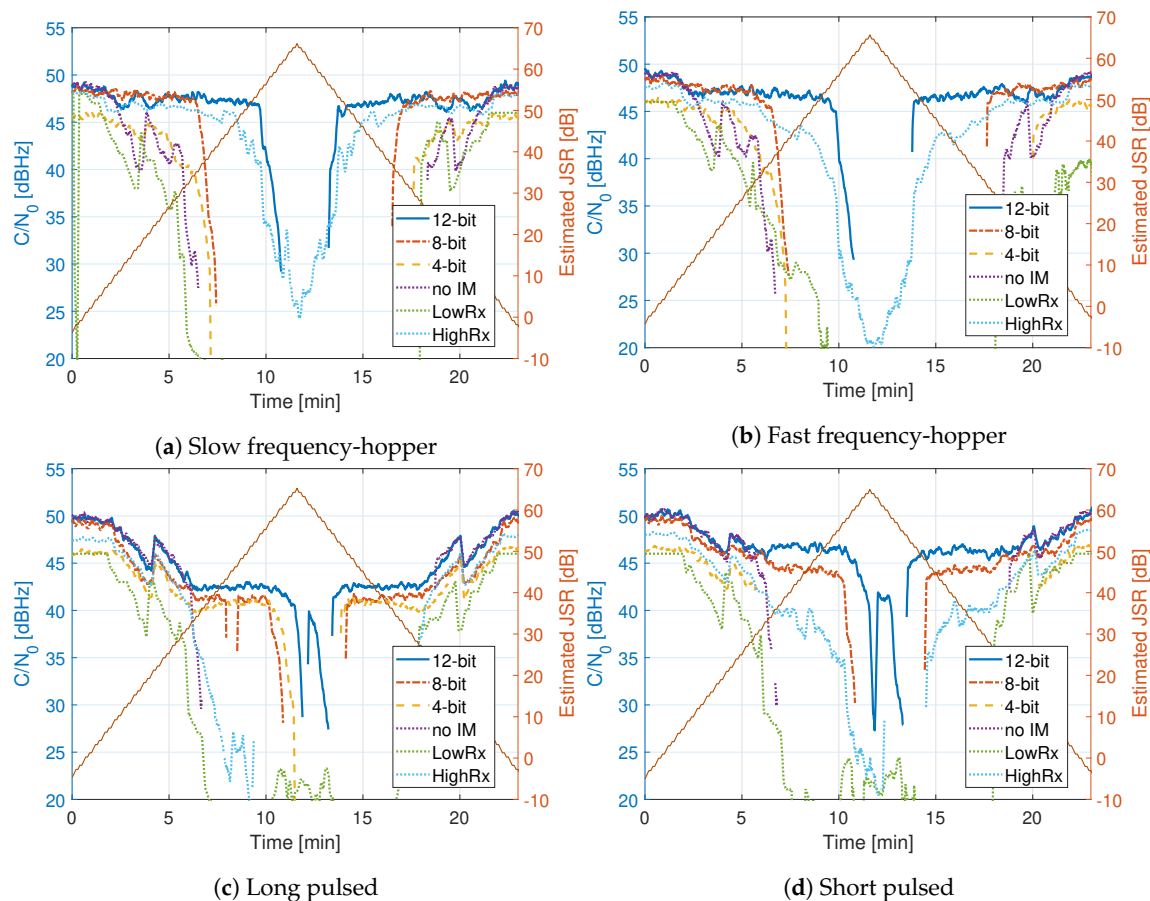 55
50
45
40
35
30
25
20
C/N0 [dBHz]
70
60
50
40
30
20
10
0
-10
Estimated JSR [dB]
12-bit
8-bit
4-bit
no IM
LowRx
HighRx
0 5 10 15 20
Time [min]
(a) Slow frequency-hopper
55
50
45
40
35
30
25
20
C/N0 [dBHz]
70
60
50
40
30
20
10
0
-10
Estimated JSR [dB]
12-bit
8-bit
4-bit
no IM
LowRx
HighRx
0 5 10 15 20
Time [min]
(b) Fast frequency-hopper
55
50
45
40
35
30
25
20
C/N0 [dBHz]
70
60
50
40
30
20
10
0
-10
Estimated JSR [dB]
12-bit
8-bit
4-bit
no IM
LowRx
HighRx
0 5 10 15 20
Time [min]
(c) Long pulsed
55
50
45
40
35
30
25
20
C/N0 [dBHz]
70
60
50
40
30
20
10
0
-10
Estimated JSR [dB]
12-bit
8-bit
4-bit
no IM
LowRx
HighRx
0 5 10 15 20
Time [min]
(d) Short pulsed